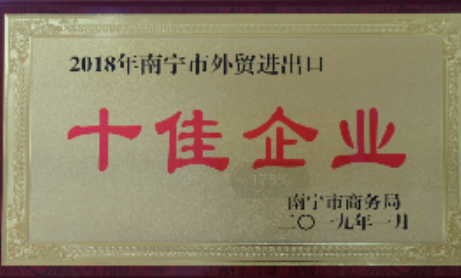 2018年南宁市外贸进出口
十佳企业
175%
南宁市商务局
二〇一九年一月